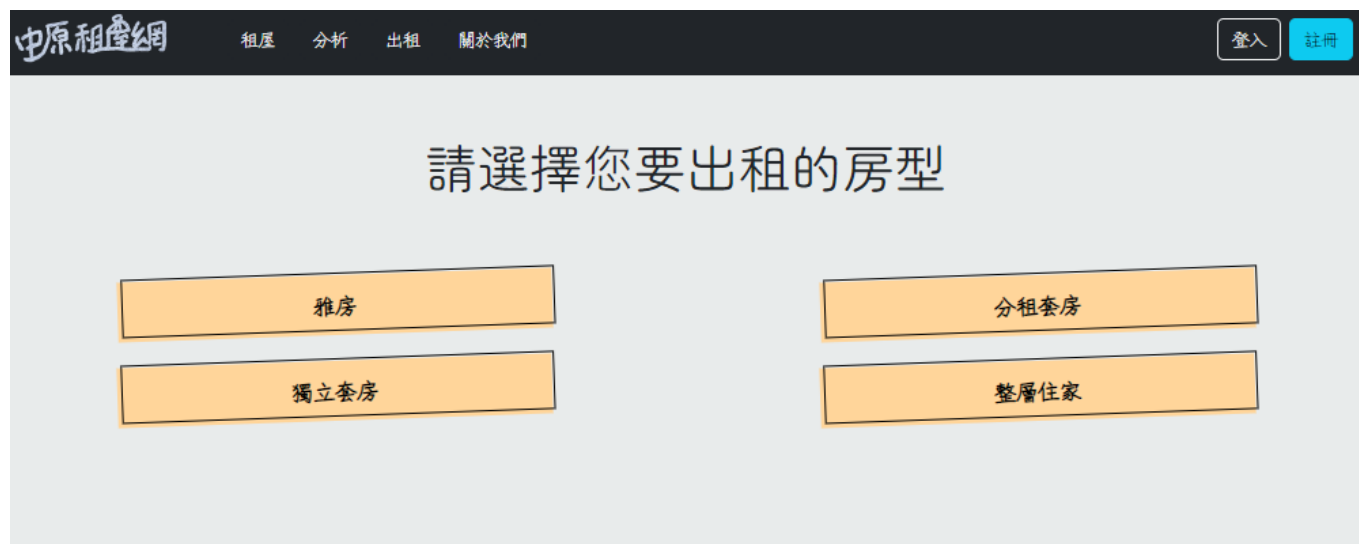 中原租屋網 租屋 分析 出租 關於我們 登入 註冊
請選擇您要出租的房型
雅房 分租套房
獨立套房 整層住家